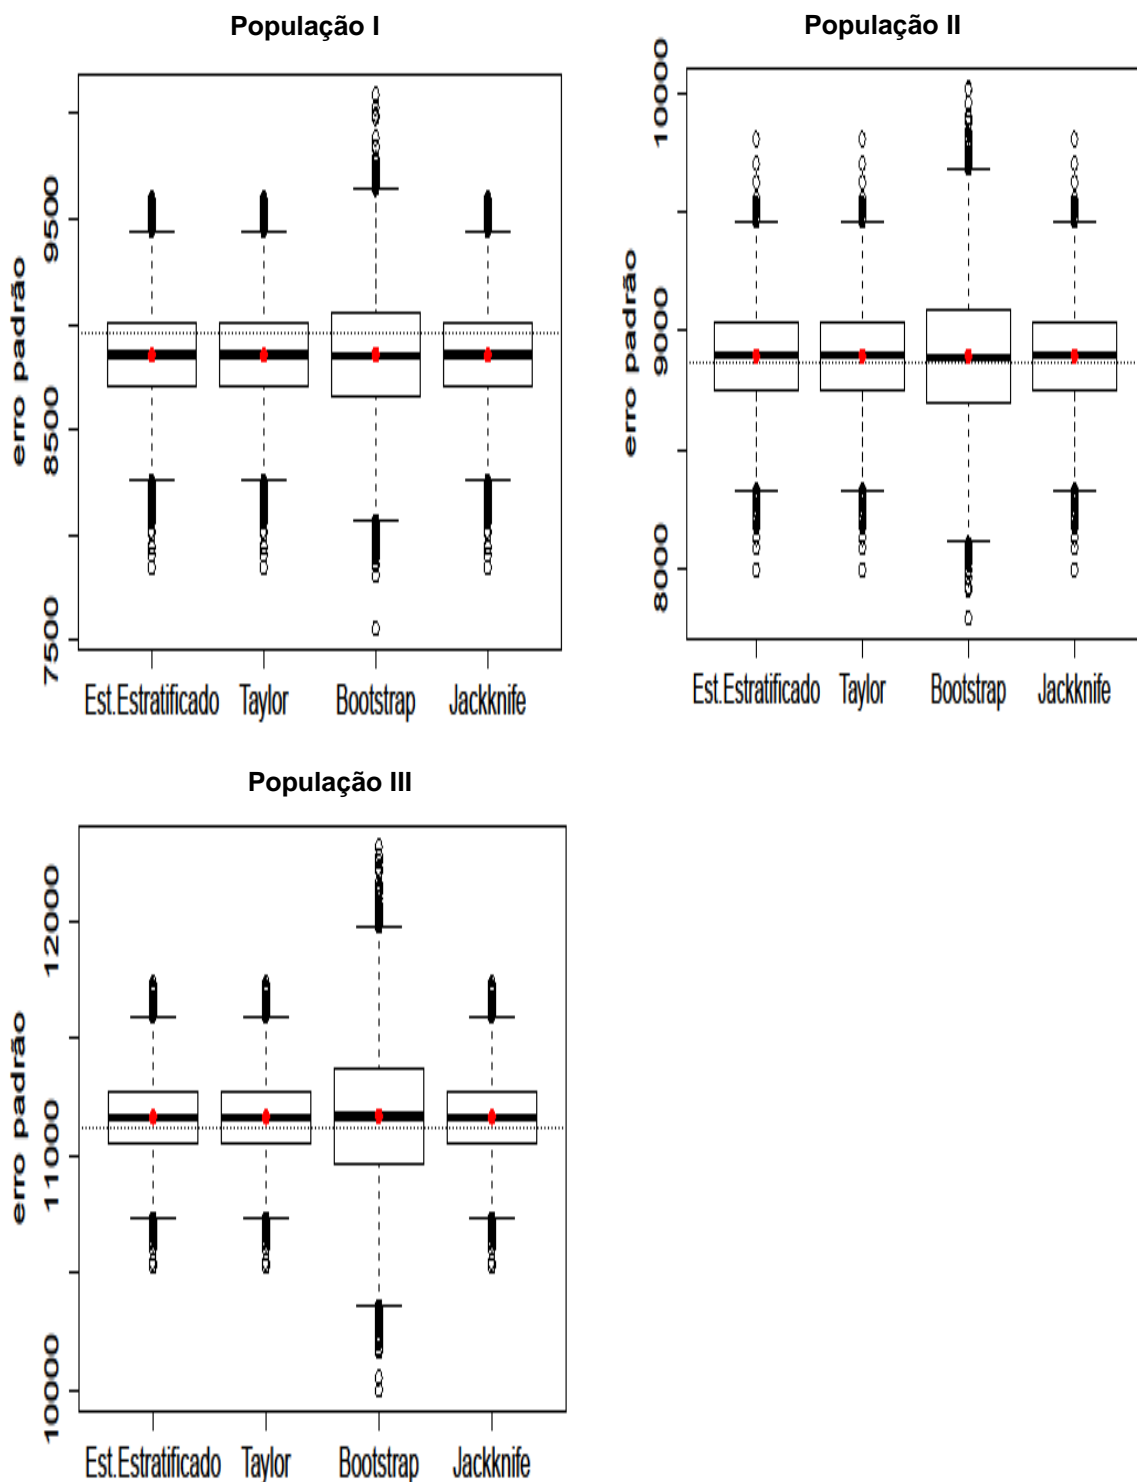 População I
erro padrão
9500
8500
7500
Est.Estratificado Taylor Bootstrap Jackknife
População II
erro padrão
10000
9000
8000
Est.Estratificado Taylor Bootstrap Jackknife
População III
erro padrão
12000
11000
10000
Est.Estratificado Taylor Bootstrap Jackknife